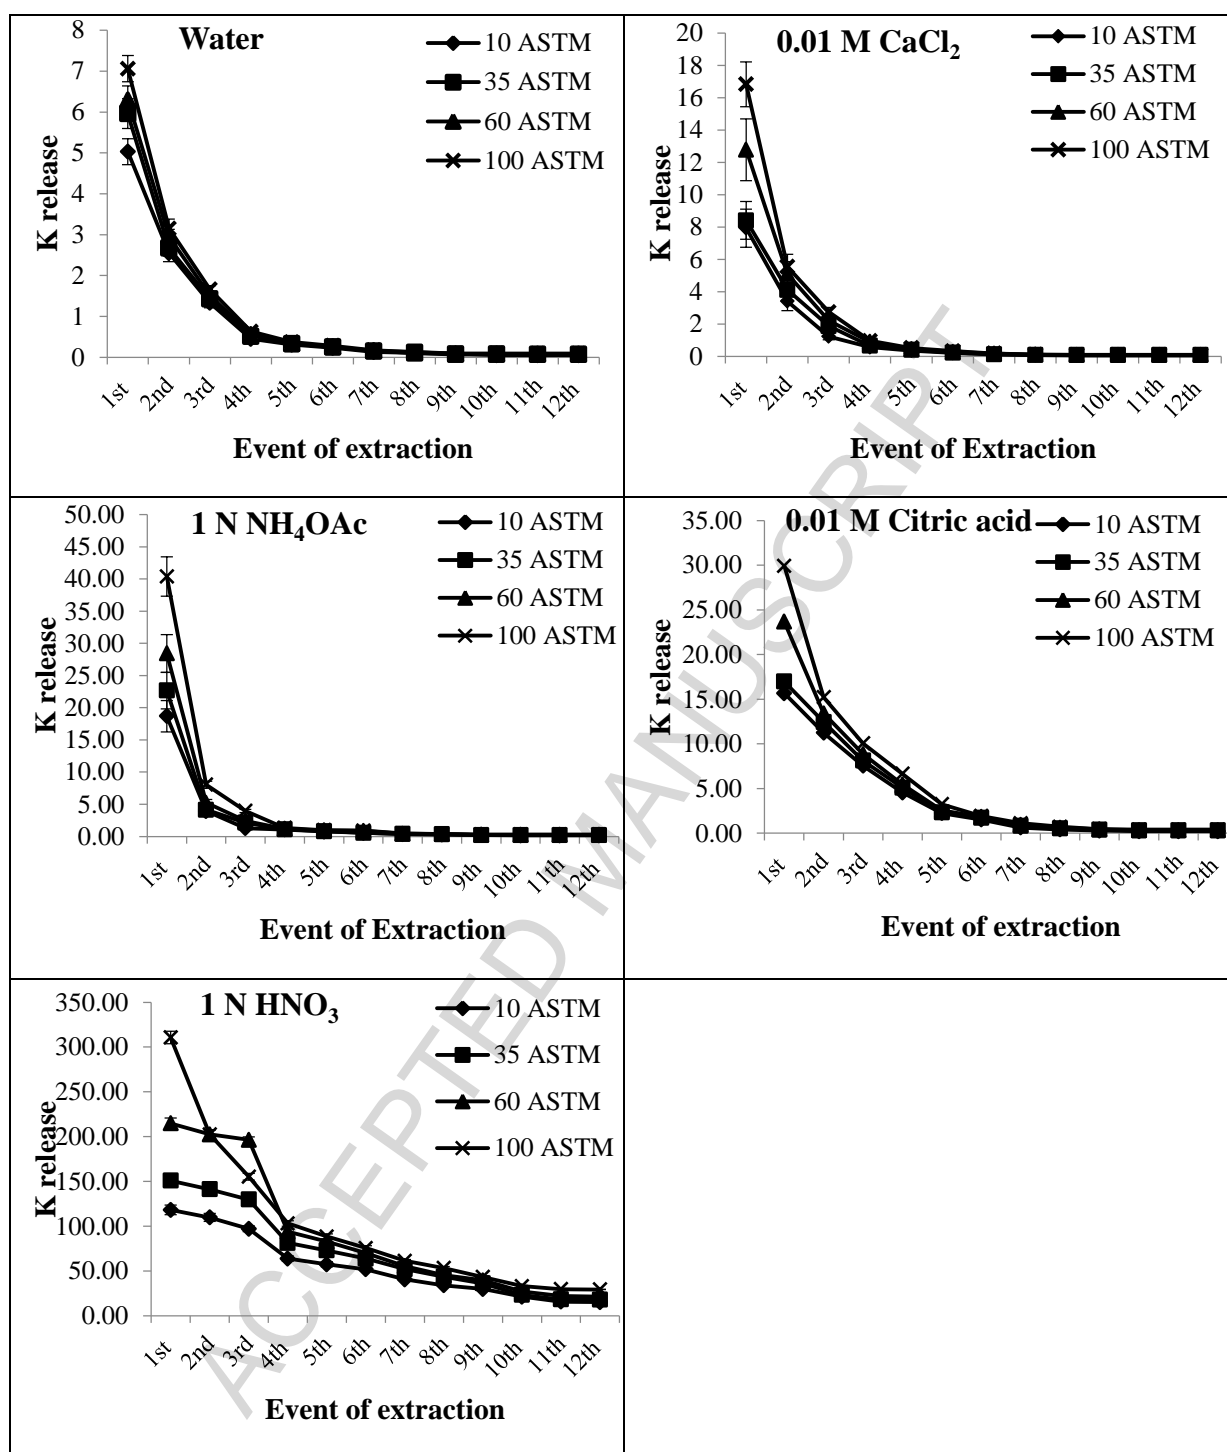 Water
8
7
6
5
4
3
2
1
0
K release
10 ASTM
35 ASTM
60 ASTM
100 ASTM
1st 2nd 3rd 4th 5th 6th 7th 8th 9th 10th 11th 12th
Event of extraction
0.01 M CaCl₂
20
18
16
14
12
10
8
6
4
2
0
K release
10 ASTM
35 ASTM
60 ASTM
100 ASTM
1st 2nd 3rd 4th 5th 6th 7th 8th 9th 10th 11th 12th
Event of Extraction
1 N NH₄OAc
50.00
45.00
40.00
35.00
30.00
25.00
20.00
15.00
10.00
5.00
0.00
K release
10 ASTM
35 ASTM
60 ASTM
100 ASTM
1st 2nd 3rd 4th 5th 6th 7th 8th 9th 10th 11th 12th
Event of Extraction
0.01 M Citric acid
35.00
30.00
25.00
20.00
15.00
10.00
5.00
0.00
K release
10 ASTM
35 ASTM
60 ASTM
100 ASTM
1st 2nd 3rd 4th 5th 6th 7th 8th 9th 10th 11th 12th
Event of extraction
1 N HNO₃
350.00
300.00
250.00
200.00
150.00
100.00
50.00
0.00
K release
10 ASTM
35 ASTM
60 ASTM
100 ASTM
1st 2nd 3rd 4th 5th 6th 7th 8th 9th 10th 11th 12th
Event of extraction
ACCEPTED MANUSCRIPT